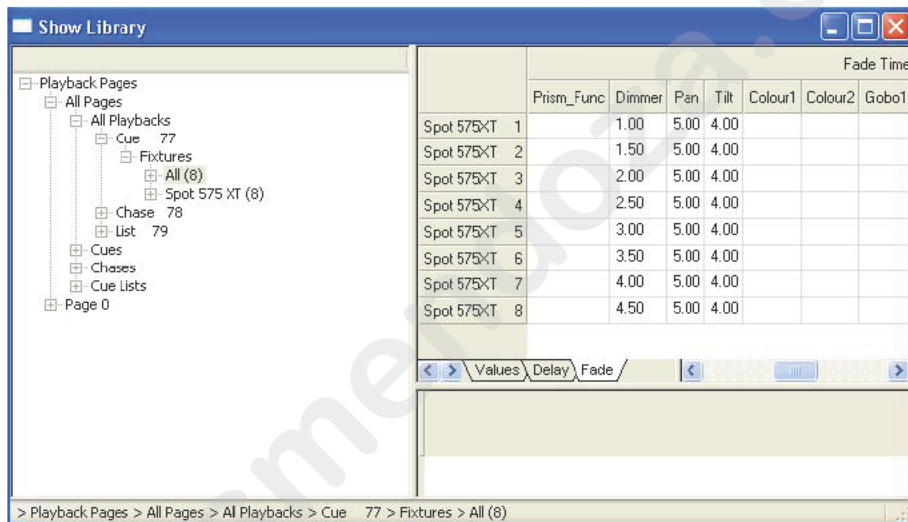 Show Library
Playback Pages
All Pages
All Playbacks
Cue 77
Fixtures
All (8)
Spot 575 XT (8)
Chase 78
List 79
Cues
Chases
Cue Lists
Page 0
Fade Time
Prism_Func Dimmer Pan Tilt Colour1 Colour2 Gobo1
Spot 575XT 1 1.00 5.00 4.00
Spot 575XT 2 1.50 5.00 4.00
Spot 575XT 3 2.00 5.00 4.00
Spot 575XT 4 2.50 5.00 4.00
Spot 575XT 5 3.00 5.00 4.00
Spot 575XT 6 3.50 5.00 4.00
Spot 575XT 7 4.00 5.00 4.00
Spot 575XT 8 4.50 5.00 4.00
Values Delay Fade
> Playback Pages > All Pages > All Playbacks > Cue 77 > Fixtures > All (8)